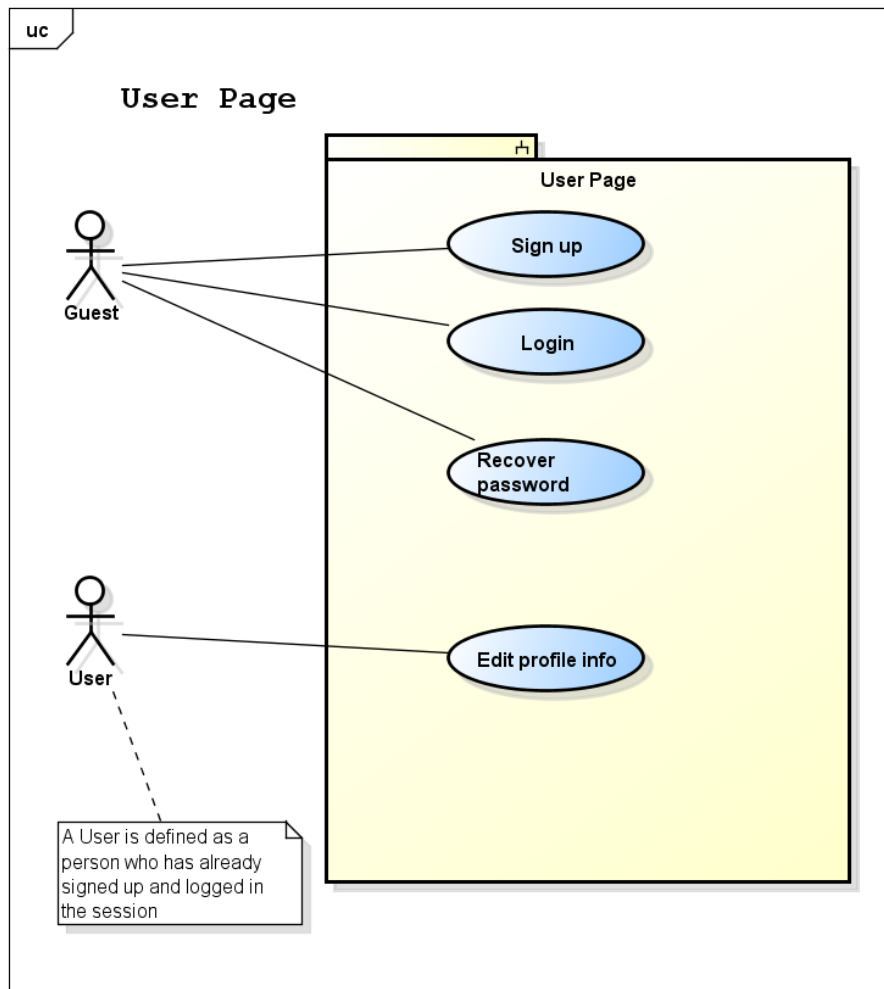 uc
User Page
User Page
Sign up
Guest
Login
Recover
password
User
Edit profile info
A User is defined as a
person who has already
signed up and logged in
the session